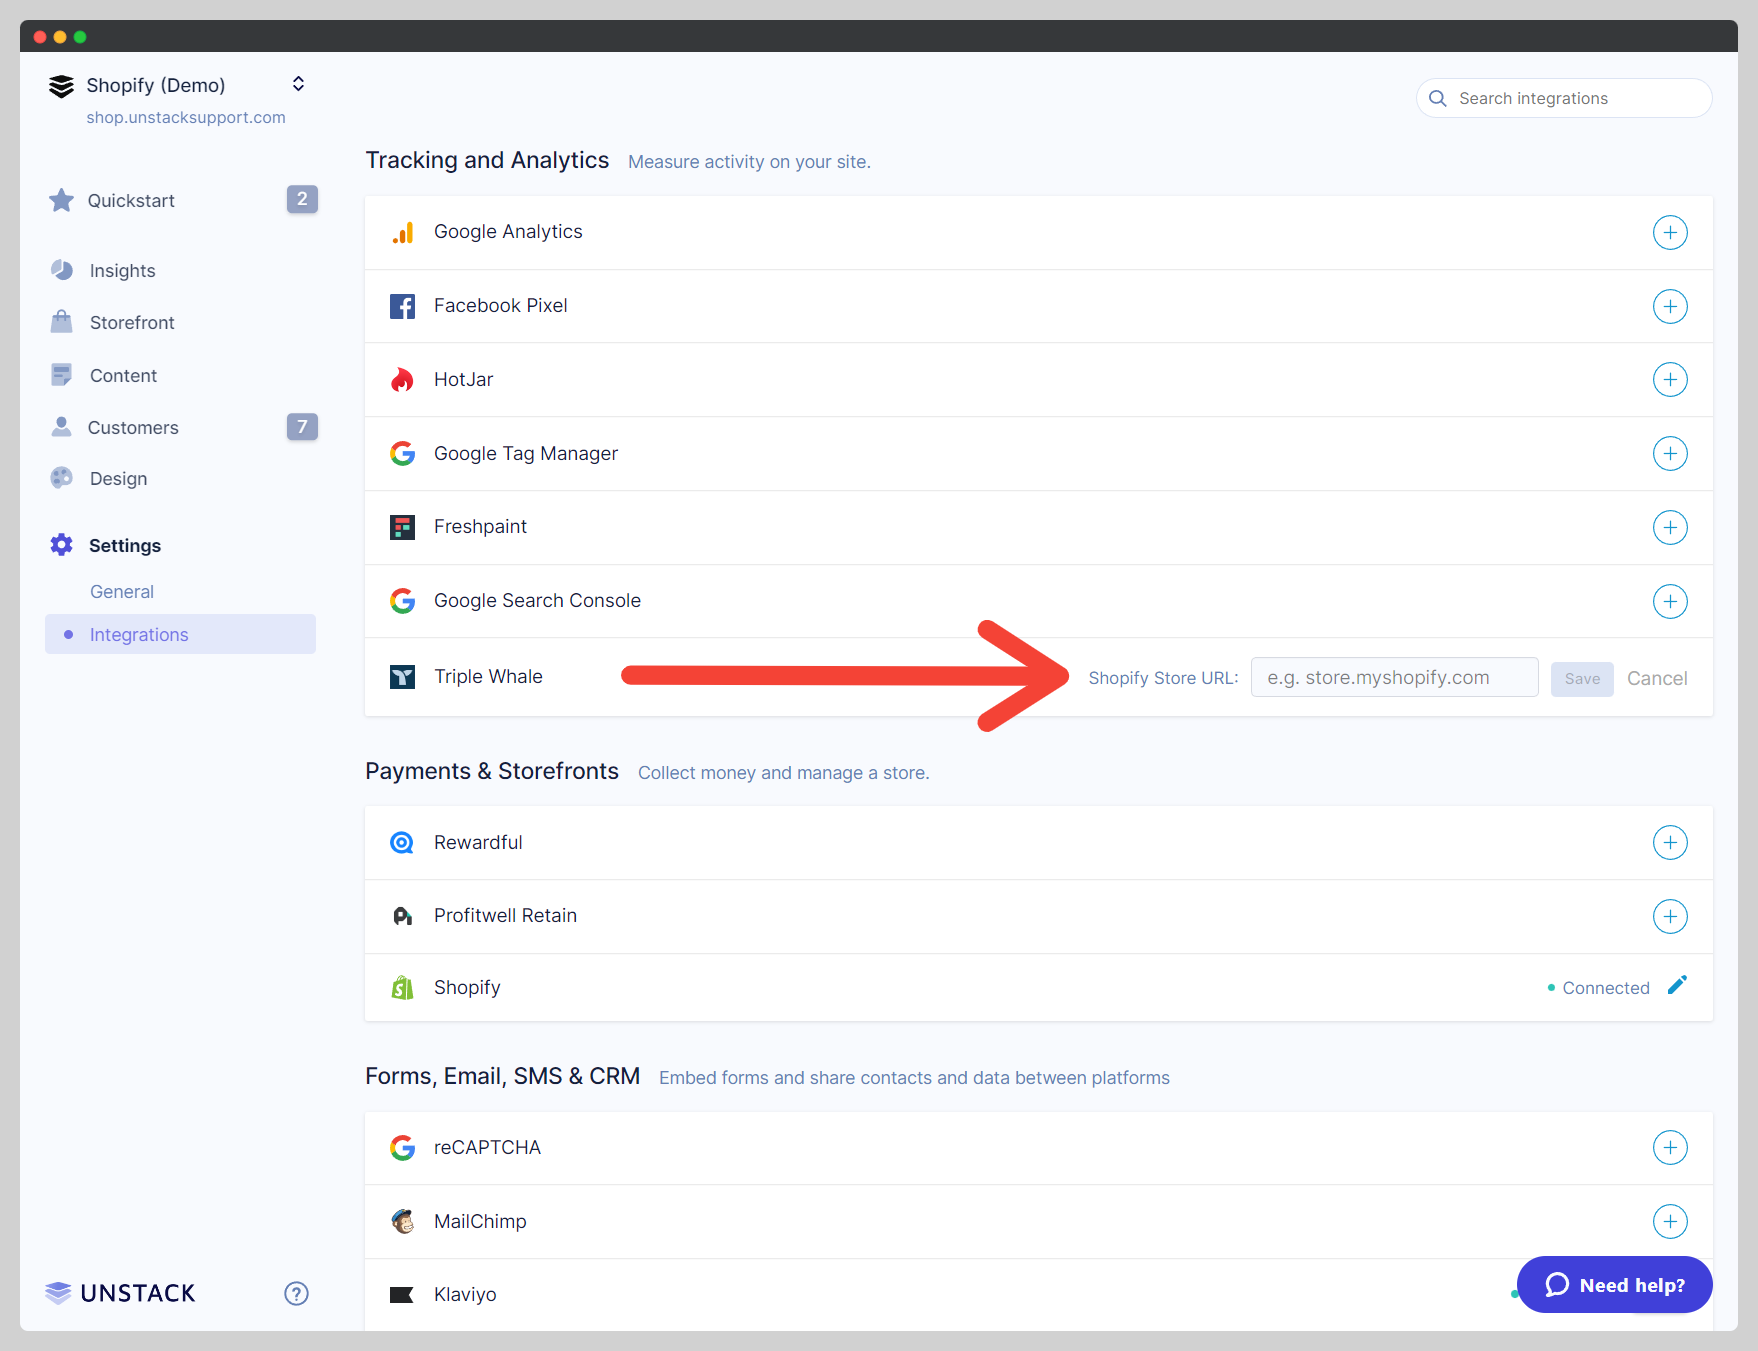 Shopify (Demo)
shop.unstacksupport.com
Search integrations
Quickstart 2
Insights
Storefront
Content
Customers 7
Design
Settings
General
Integrations
UNSTACK ?
Tracking and Analytics Measure activity on your site.
Google Analytics
Facebook Pixel
HotJar
Google Tag Manager
Freshpaint
Google Search Console
Triple Whale Shopify Store URL: e.g. store.myshopify.com Save Cancel
Payments & Storefronts Collect money and manage a store.
Rewardful
Profitwell Retain
Shopify Connected
Forms, Email, SMS & CRM Embed forms and share contacts and data between platforms
reCAPTCHA
MailChimp
Klaviyo
Need help?